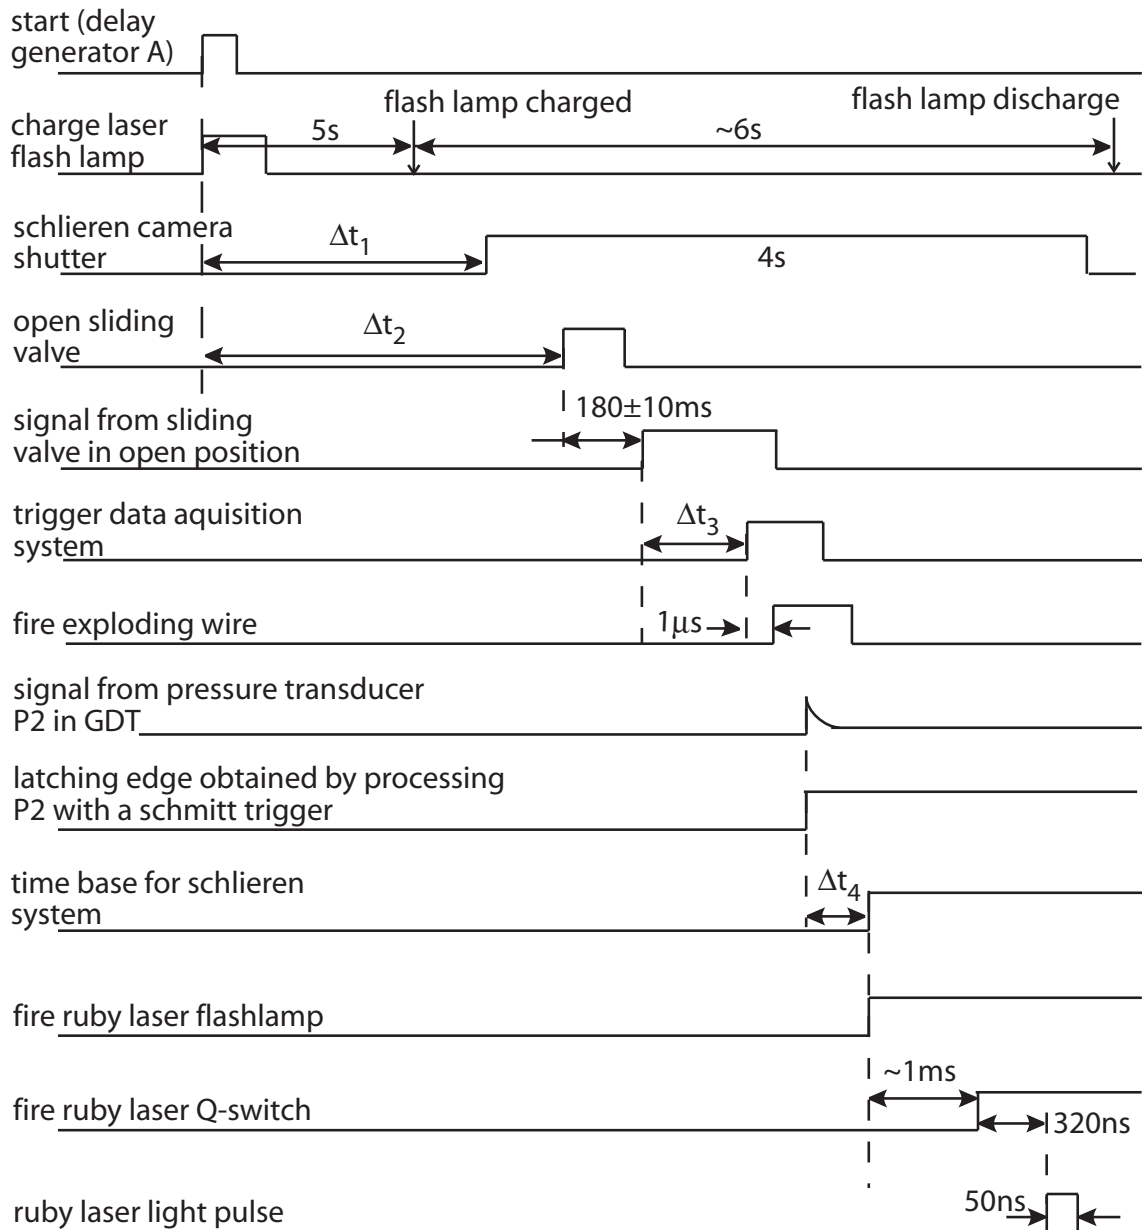 start (delay
generator A)
flash lamp charged
flash lamp discharge
charge laser
flash lamp
5s
~6s
schlieren camera
shutter
Δt1
4s
open sliding
valve
Δt2
180±10ms
signal from sliding
valve in open position
trigger data aquisition
system
Δt3
fire exploding wire
1μs
signal from pressure transducer
P2 in GDT
latching edge obtained by processing
P2 with a schmitt trigger
time base for schlieren
system
Δt4
fire ruby laser flashlamp
~1ms
fire ruby laser Q-switch
320ns
50ns
ruby laser light pulse